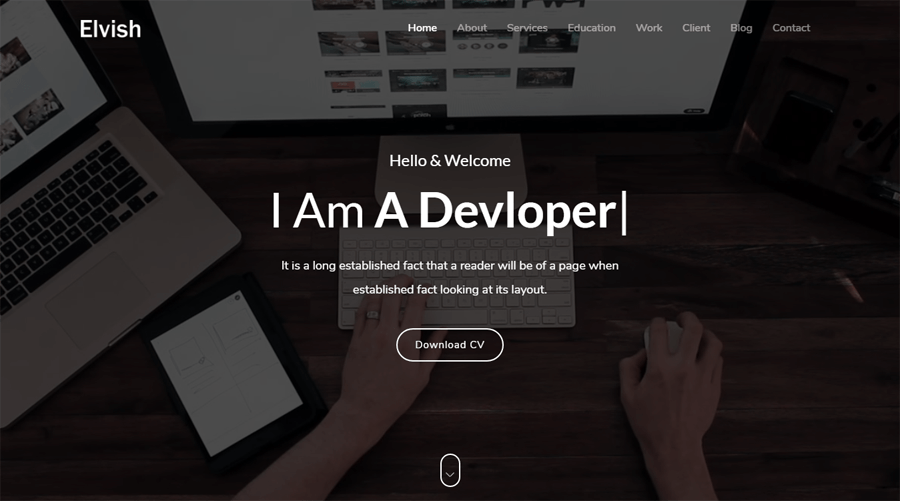 Elvish
Home About Services Education Work Client Blog Contact
Hello & Welcome
I Am A Devloper|
It is a long established fact that a reader will be of a page when
established fact looking at its layout.
Download CV